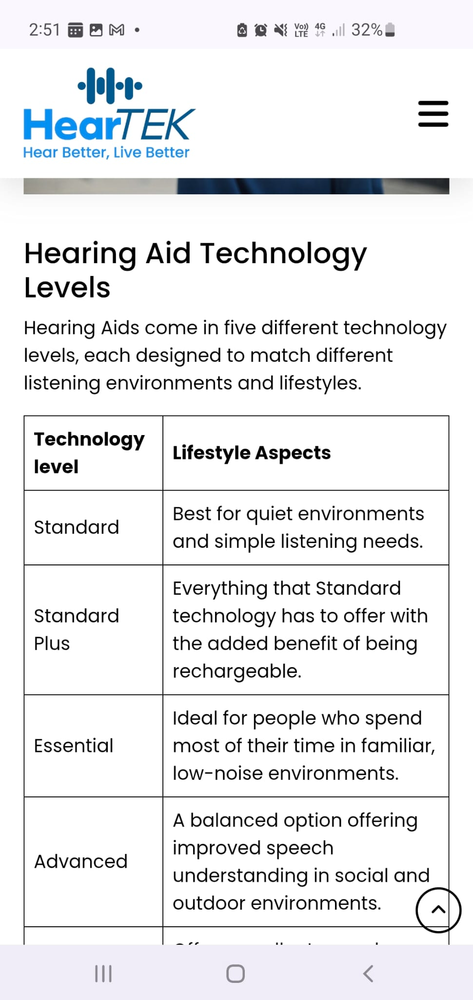 2:51
Vo)) LTE 4G 32%
HearTEK
Hear Better, Live Better
Hearing Aid Technology
Levels
Hearing Aids come in five different technology
levels, each designed to match different
listening environments and lifestyles.
Technology
level
Lifestyle Aspects
Standard
Best for quiet environments
and simple listening needs.
Standard
Plus
Everything that Standard
technology has to offer with
the added benefit of being
rechargeable.
Essential
Ideal for people who spend
most of their time in familiar,
low-noise environments.
Advanced
A balanced option offering
improved speech
understanding in social and
outdoor environments.